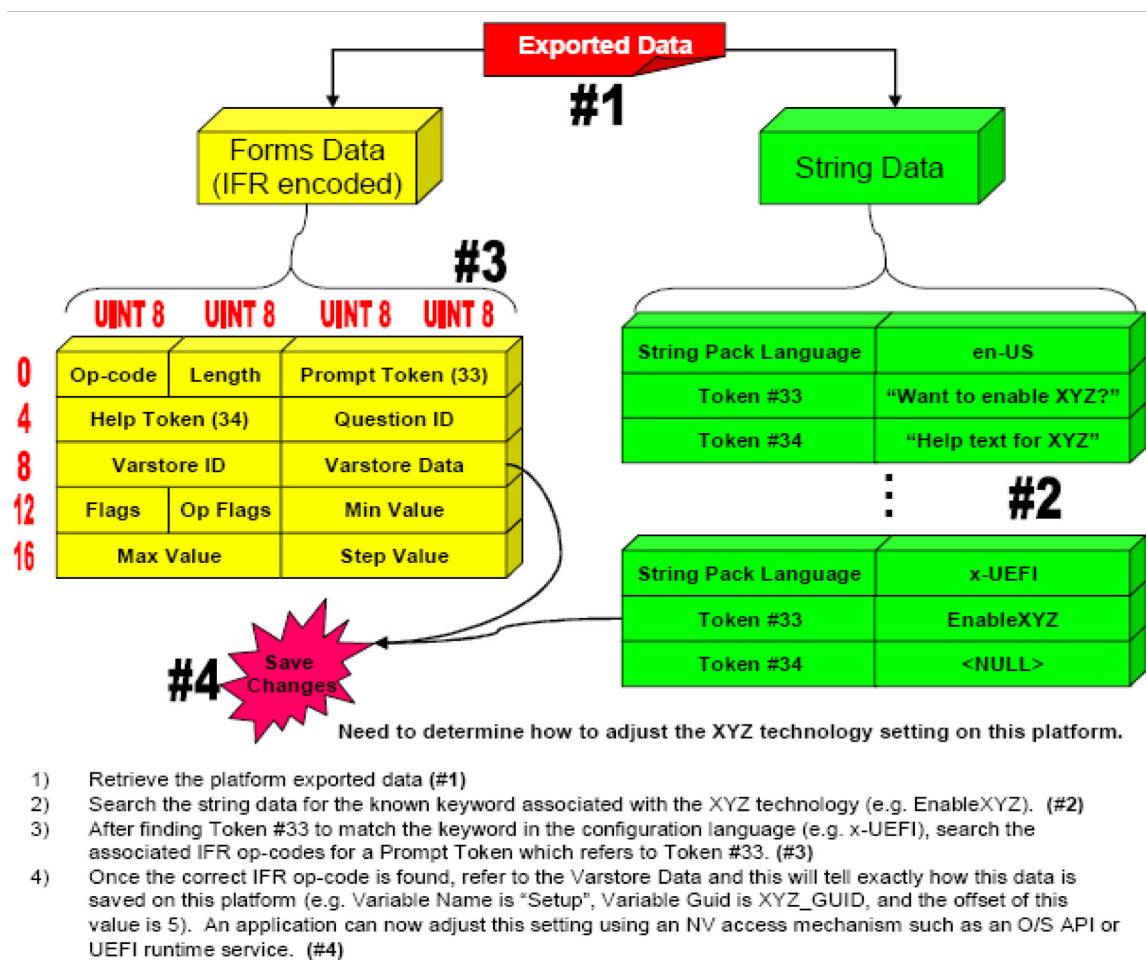 Exported Data
#1
Forms Data
(IFR encoded)
String Data
#3
UINT 8 UINT 8 UINT 8 UINT 8
0 Op-code Length Prompt Token (33)
4 Help Token (34) Question ID
8 Varstore ID Varstore Data
12 Flags Op Flags Min Value
16 Max Value Step Value
String Pack Language en-US
Token #33 “Want to enable XYZ?”
Token #34 “Help text for XYZ”
#2
String Pack Language x-UEFI
Token #33 EnableXYZ
Token #34 <NULL>
#4
Save
Changes
Need to determine how to adjust the XYZ technology setting on this platform.
1) Retrieve the platform exported data (#1)
2) Search the string data for the known keyword associated with the XYZ technology (e.g. EnableXYZ). (#2)
3) After finding Token #33 to match the keyword in the configuration language (e.g. x-UEFI), search the
associated IFR op-codes for a Prompt Token which refers to Token #33. (#3)
4) Once the correct IFR op-code is found, refer to the Varstore Data and this will tell exactly how this data is
saved on this platform (e.g. Variable Name is “Setup”, Variable Guid is XYZ_GUID, and the offset of this
value is 5). An application can now adjust this setting using an NV access mechanism such as an O/S API or
UEFI runtime service. (#4)